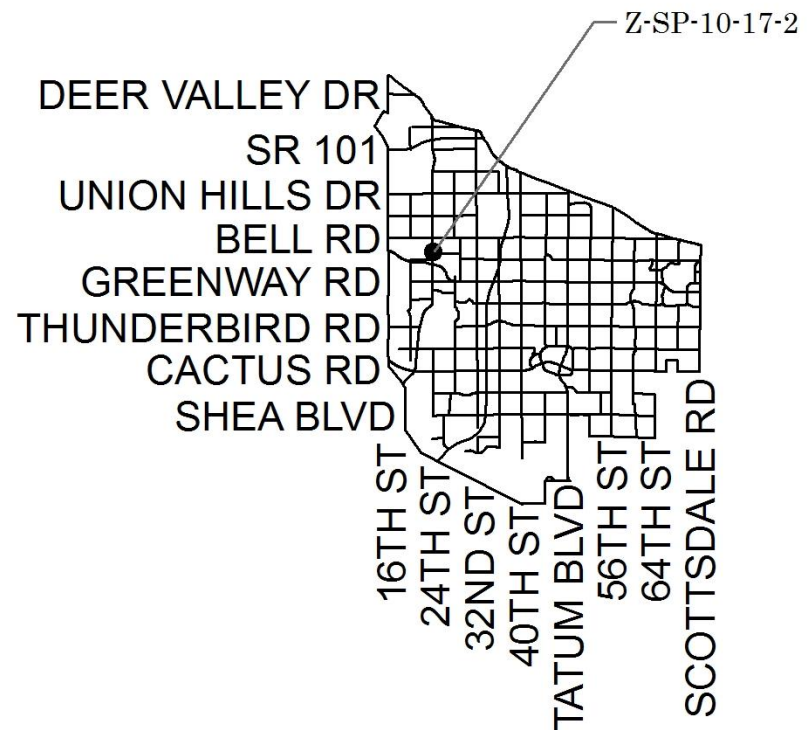 Z-SP-10-17-2
DEER VALLEY DR
SR 101
UNION HILLS DR
BELL RD
GREENWAY RD
THUNDERBIRD RD
CACTUS RD
SHEA BLVD
16TH ST
24TH ST
32ND ST
40TH ST
TATUM BLVD
56TH ST
64TH ST
SCOTTSDALE RD